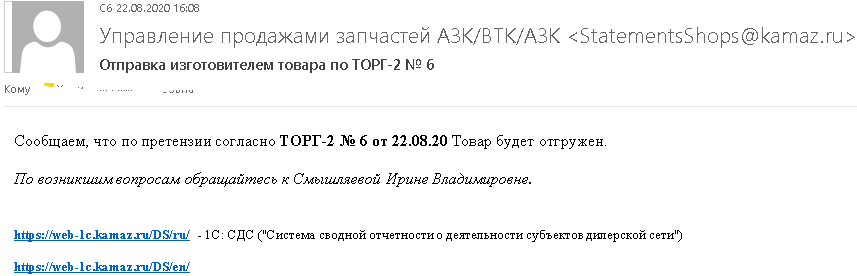 Сб 22.08.2020 16:08
Управление продажами запчастей АЗК/ВТК/АЗК <StatementsShops@kamaz.ru>
Отправка изготовителем товара по ТОРГ-2 № 6
Кому
Сообщаем, что по претензии согласно ТОРГ-2 № 6 от 22.08.20 Товар будет отгружен.
По возникшим вопросам обращайтесь к Смышляевой Ирине Владимировне.
https://web-1c.kamaz.ru/DS/ru/ - 1С: СДС ("Система сводной отчетности о деятельности субъектов диперской сети")
https://web-1c.kamaz.ru/DS/en/